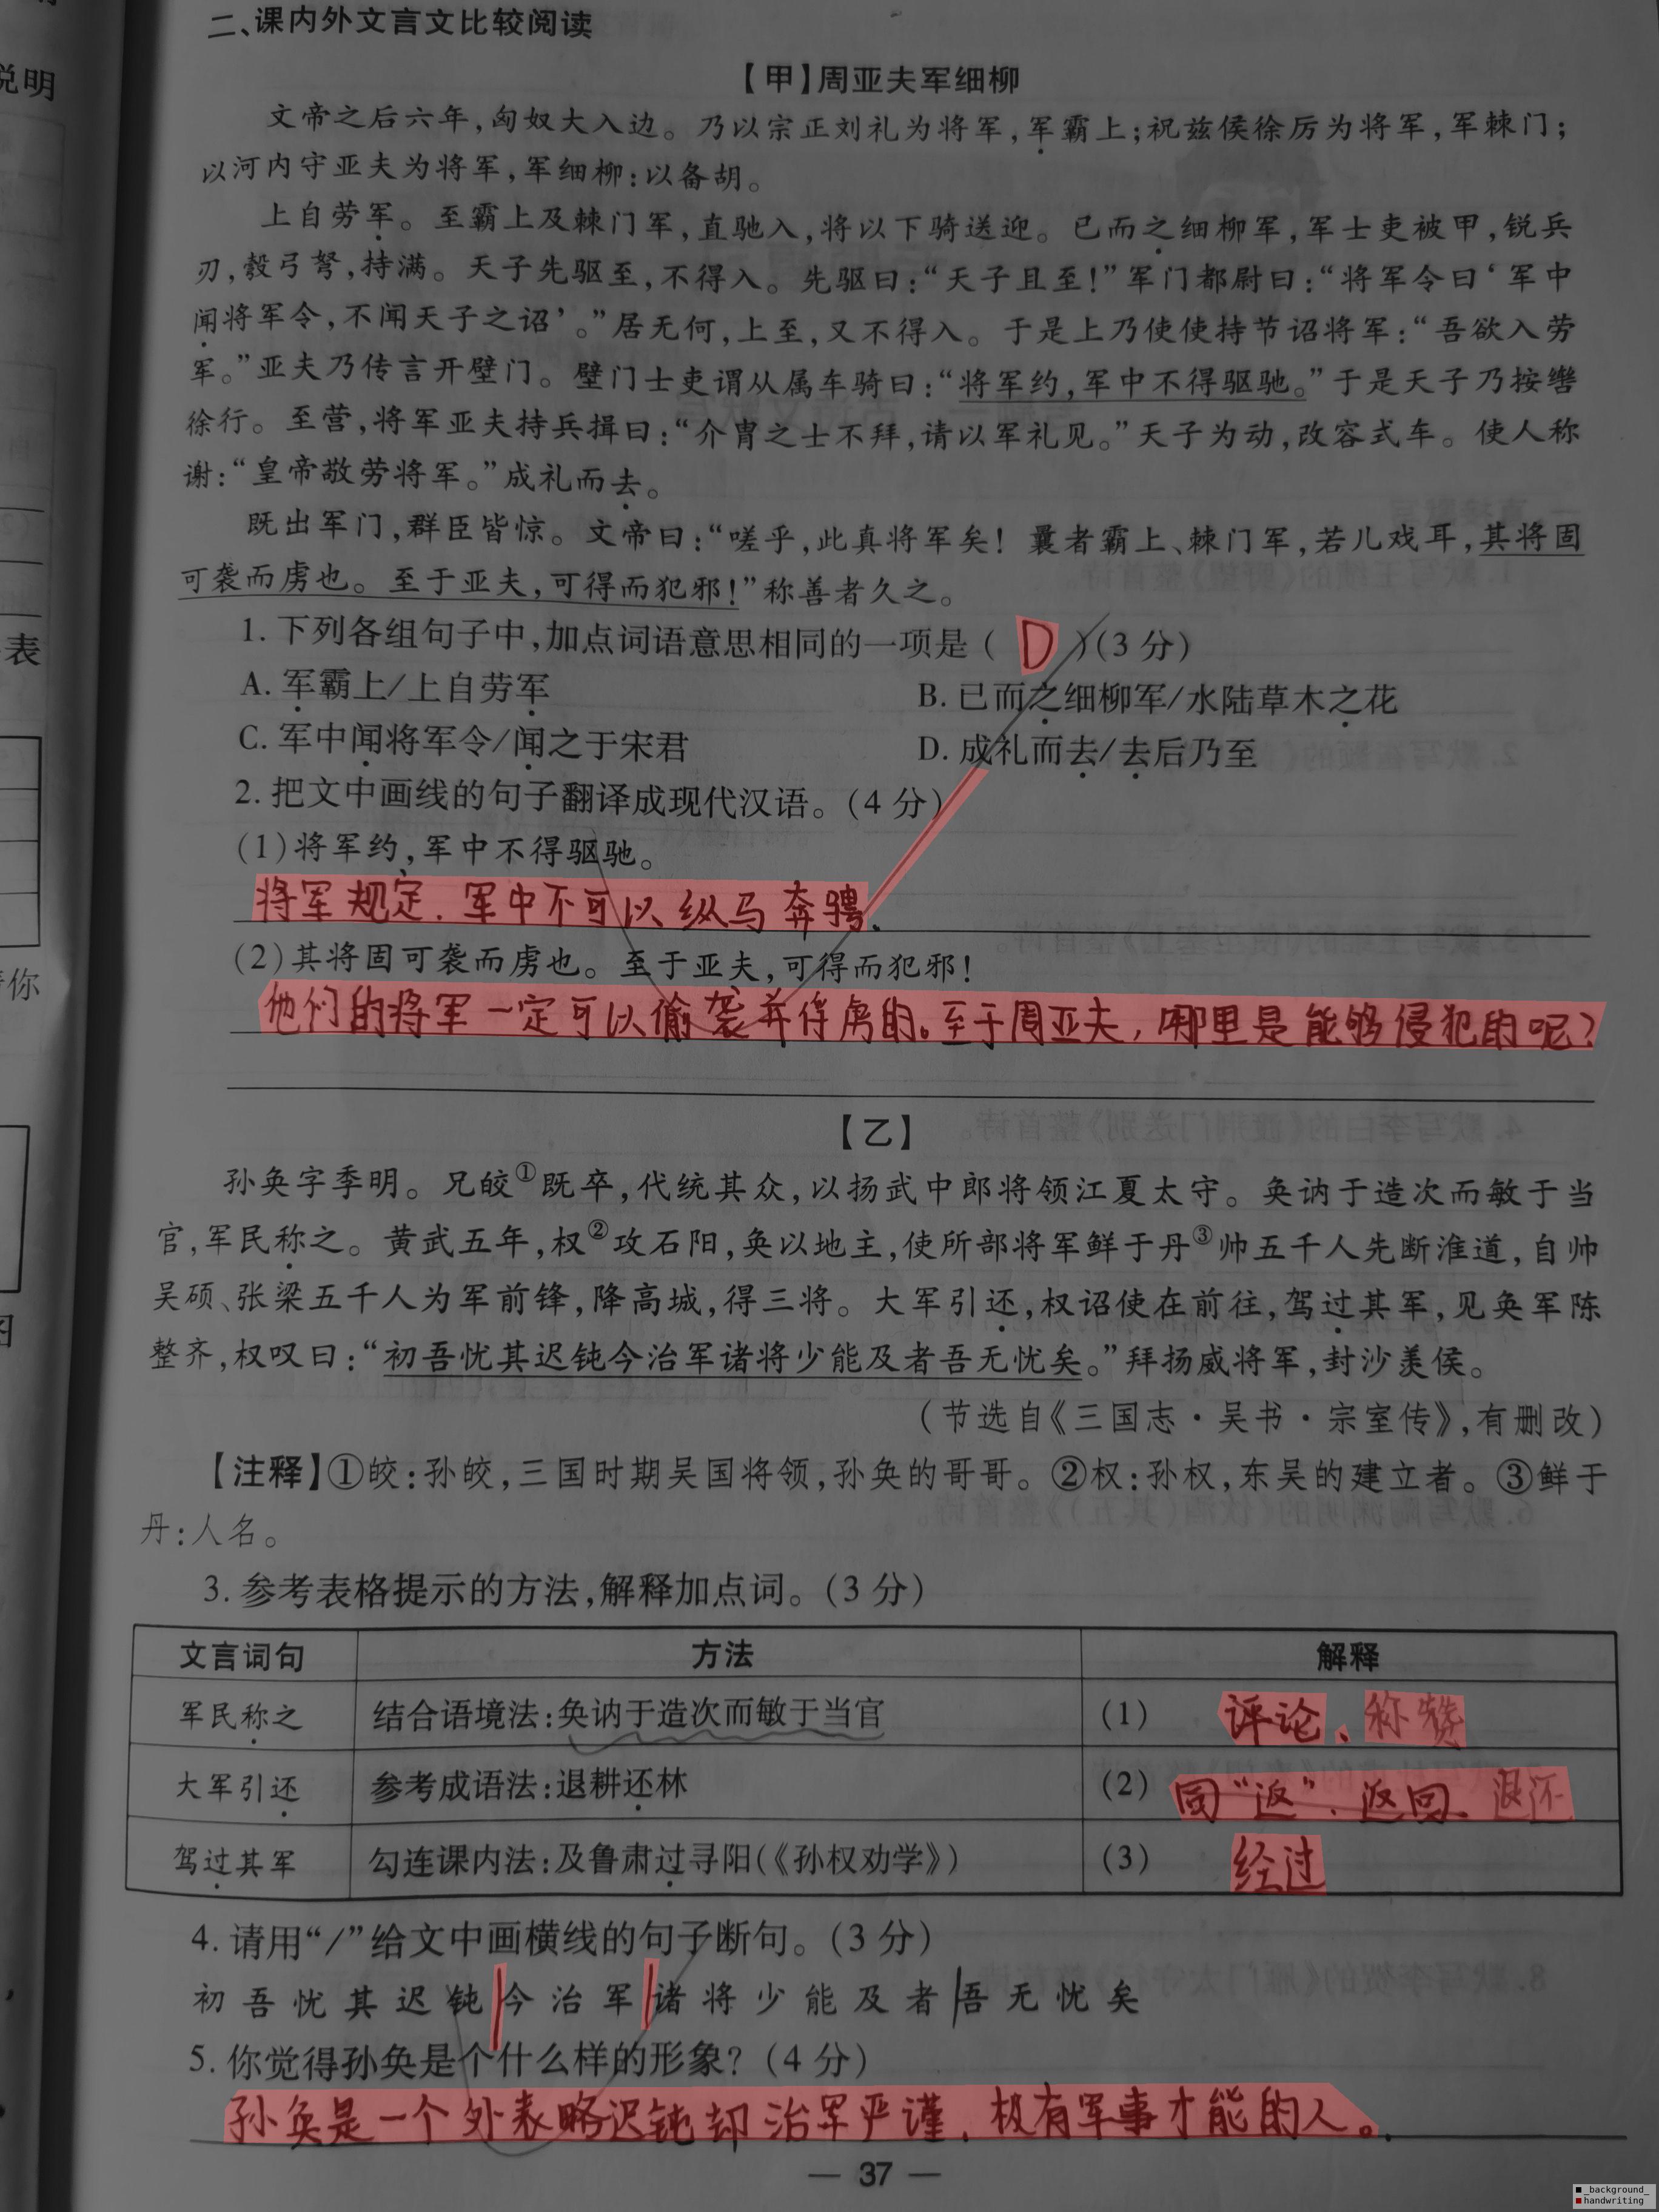 二、课内外文言文比较阅读
【甲】周亚夫军细柳
文帝之后六年,匈奴大入边。乃以宗正刘礼为将军,军霸上;祝兹侯徐厉为将军,军棘门;
以河内守亚夫为将军,军细柳:以备胡。
上自劳军。至霸上及棘门军,直驰入,将以下骑送迎。已而之细柳军,军士吏被甲,锐兵
刃,彀弓弩,持满。天子先驱至,不得入。先驱曰:“天子且至!”军门都尉曰:“将军令曰‘军中
闻将军令,不闻天子之诏’。”居无何,上至,又不得入。于是上乃使使持节诏将军:“吾欲入劳
军。”亚夫乃传言开壁门。壁门士吏谓从属车骑曰:“将军约,军中不得驱驰。”于是天子乃按辔
徐行。至营,将军亚夫持兵揖曰:“介胄之士不拜,请以军礼见。”天子为动,改容式车。使人称
谢:“皇帝敬劳将军。”成礼而去。
既出军门,群臣皆惊。文帝曰:“嗟乎,此真将军矣!曩者霸上、棘门军,若儿戏耳,其将固
可袭而虏也。至于亚夫,可得而犯邪!”称善者久之。
1. 下列各组句子中,加点词语意思相同的一项是( D )(3 分)
A. 军霸上/上自劳军 B. 已而之细柳军/水陆草木之花
C. 军中闻将军令/闻之于宋君 D. 成礼而去/去后乃至
2. 把文中画线的句子翻译成现代汉语。(4 分)
(1)将军约,军中不得驱驰。
将军规定,军中不可以纵马奔骋.
(2)其将固可袭而虏也。至于亚夫,可得而犯邪!
他们的将军一定可以偷袭并俘虏的。至于周亚夫,哪里是能够侵犯的呢?
【乙】
孙奂字季明。兄皎①既卒,代统其众,以扬武中郎将领江夏太守。奂讷于造次而敏于当
官,军民称之。黄武五年,权②攻石阳,奂以地主,使所部将军鲜于丹③帅五千人先断淮道,自帅
吴硕、张梁五千人为军前锋,降高城,得三将。大军引还,权诏使在前往,驾过其军,见奂军陈
整齐,权叹曰:“初吾忧其迟钝今治军诸将少能及者吾无忧矣。”拜扬威将军,封沙羡侯。
(节选自《三国志·吴书·宗室传》,有删改)
【注释】①皎:孙皎,三国时期吴国将领,孙奂的哥哥。②权:孙权,东吴的建立者。③鲜于
丹:人名。
3. 参考表格提示的方法,解释加点词。(3 分)
文言词句 方法 解释
军民称之 结合语境法:奂讷于造次而敏于当官 (1) 评论、称赞
大军引还 参考成语法:退耕还林 (2) 同“返”,返回、退还
驾过其军 勾连课内法:及鲁肃过寻阳(《孙权劝学》) (3) 经过
4. 请用“/”给文中画横线的句子断句。(3 分)
初吾忧其迟钝|今治军|诸将少能及者|吾无忧矣
5. 你觉得孙奂是个什么样的形象?(4 分)
孙奂是一个外表略迟钝却治军严谨,极有军事才能的人。
— 37 —
_background_
handwriting